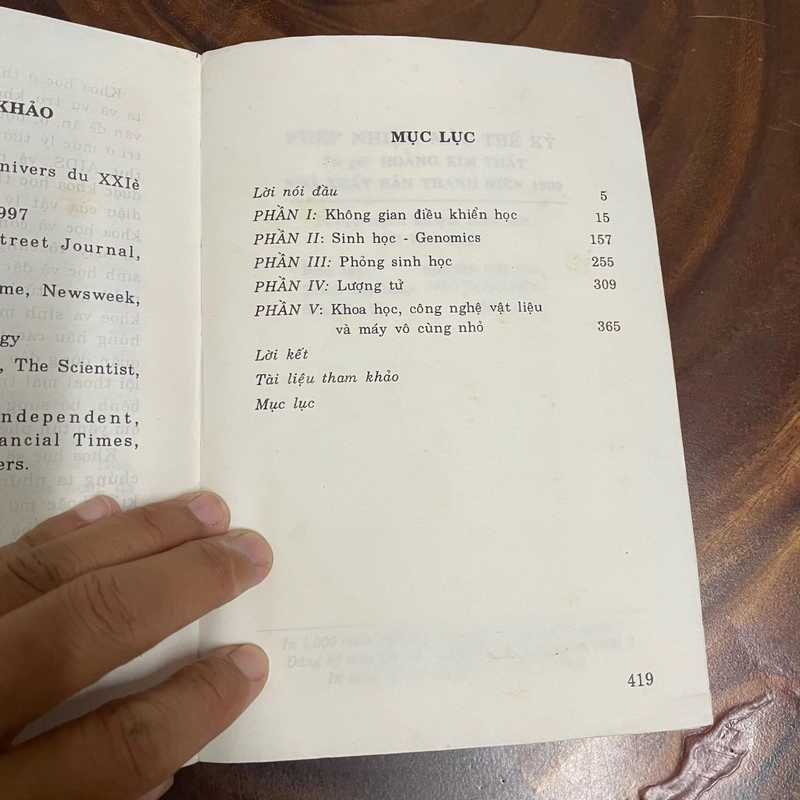 KHẢO
nivers du XXIè
997
treet Journal,
me, Newsweek,
gy
, The Scientist,
ndependent,
ancial Times,
ers.
MỤC LỤC
Lời nói đầu 5
PHẦN I: Không gian điều khiển học 15
PHẦN II: Sinh học - Genomics 157
PHẦN III: Phỏng sinh học 255
PHẦN IV: Lượng tử 309
PHẦN V: Khoa học, công nghệ vật liệu
và máy vô cùng nhỏ 365
Lời kết
Tài liệu tham khảo
Mục lục
419